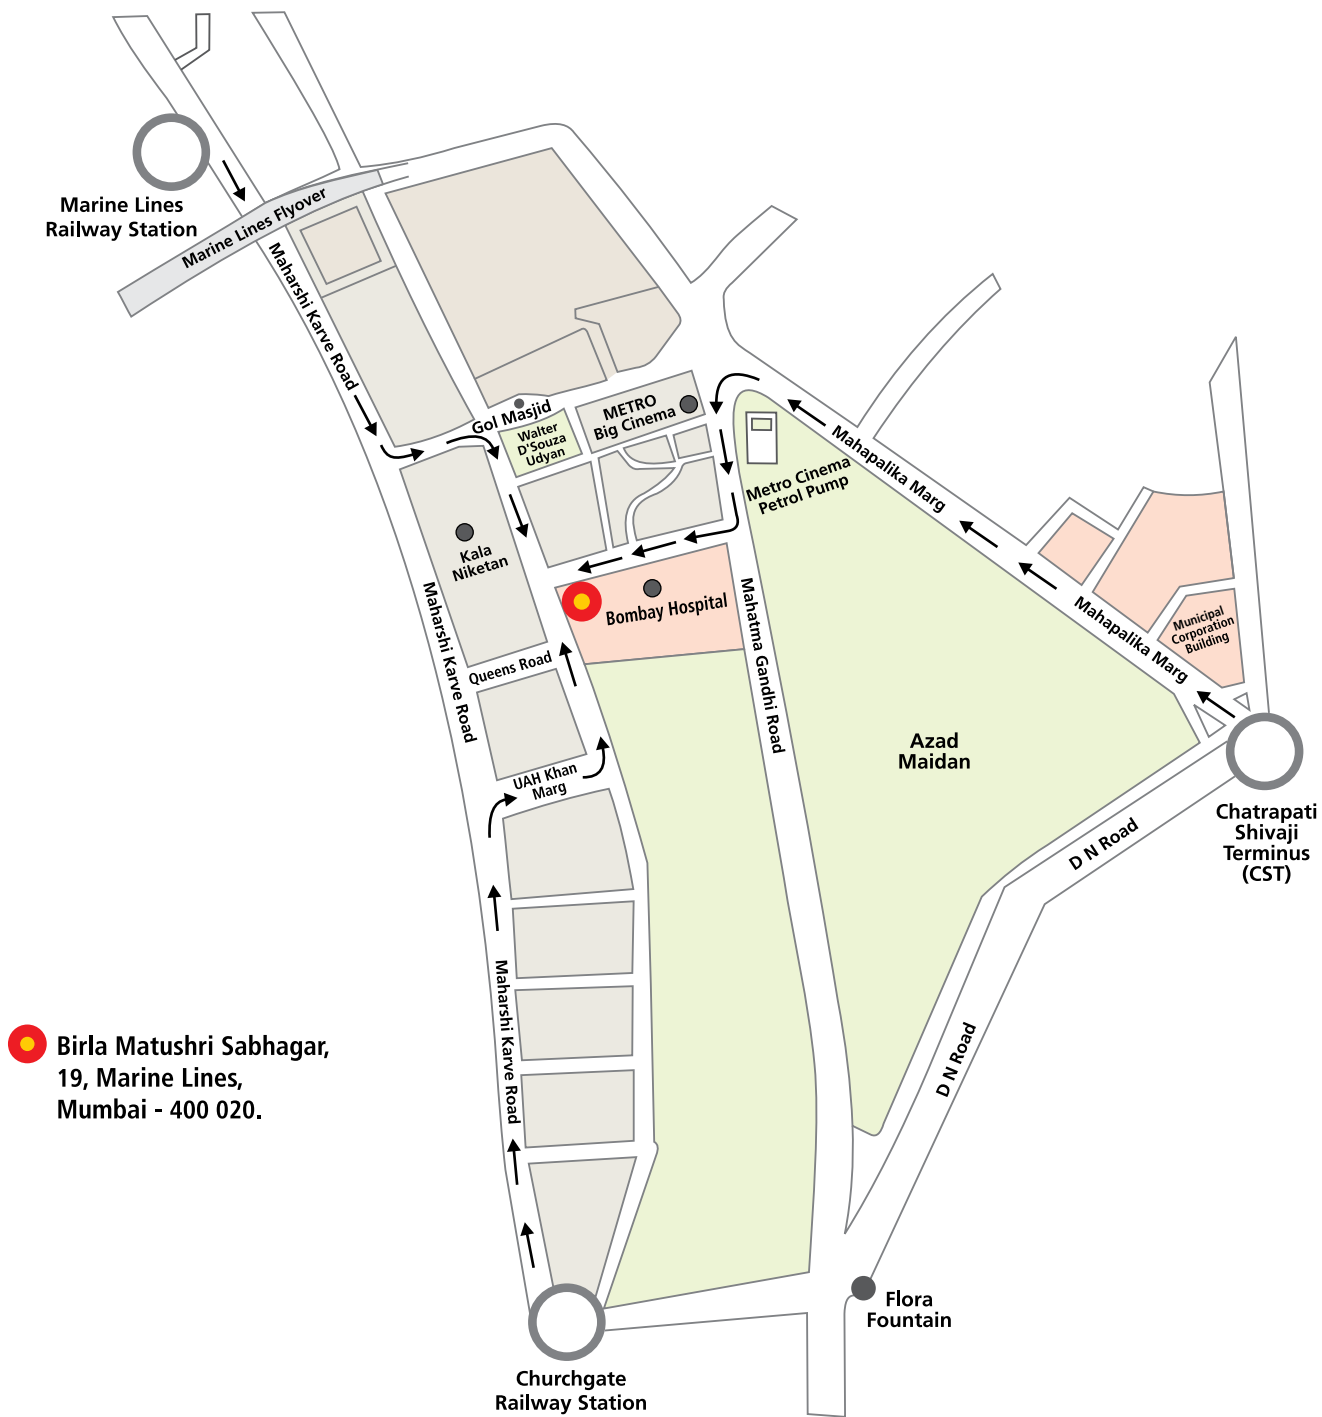 Marine Lines
Railway Station
Marine Lines Flyover
Maharshi Karve Road
Gol Masjid
Walter
D'Souza
Udyan
METRO
Big Cinema
Metro Cinema
Petrol Pump
Mahapalika Marg
Kala
Niketan
Bombay Hospital
Maharshi Karve Road
Queens Road
Mahatma Gandhi Road
Mahapalika Marg
Municipal
Corporation
Building
UAH Khan
Marg
Azad
Maidan
Chatrapati
Shivaji
Terminus
(CST)
D N Road
D N Road
Maharshi Karve Road
Birla Matushri Sabhagar,
19, Marine Lines,
Mumbai - 400 020.
Flora
Fountain
Churchgate
Railway Station